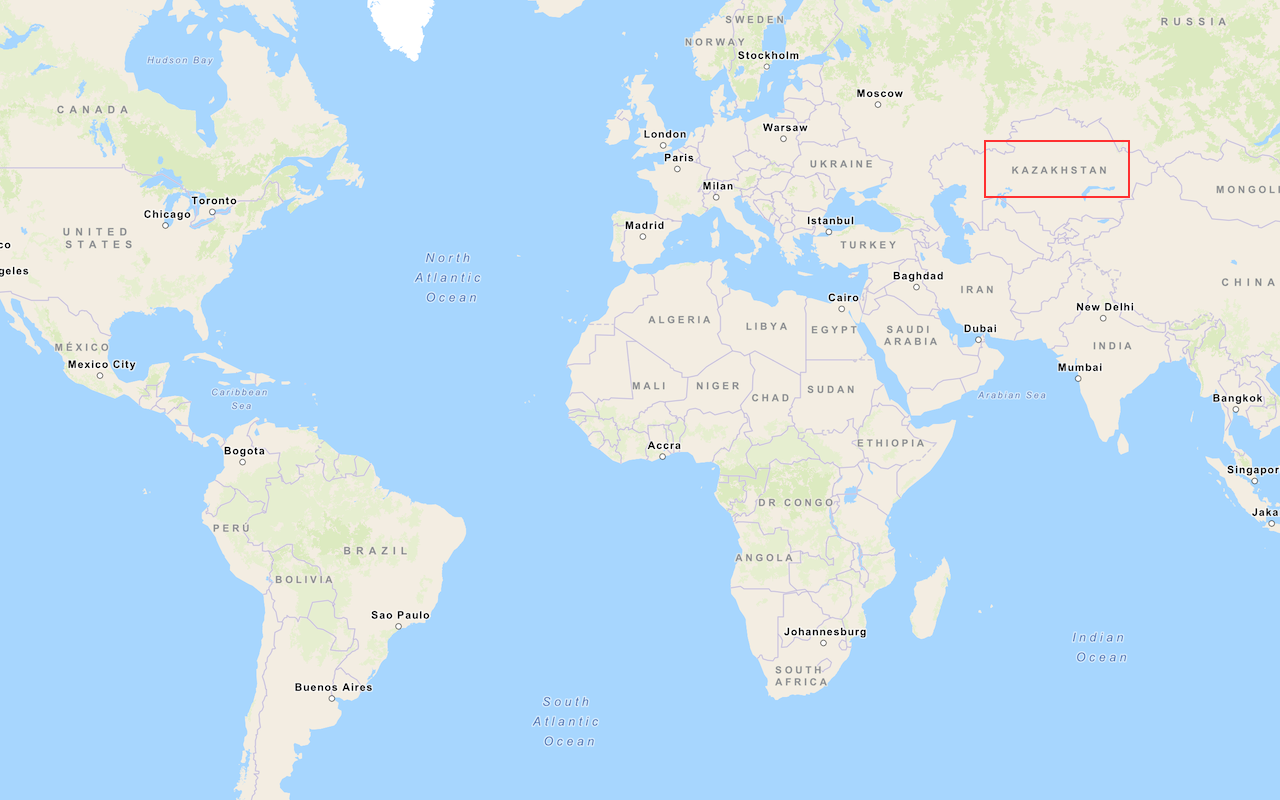 SWEDEN
RUSSIA
NORWAY
Stockholm
Hudson Bay
Moscow
CANADA
Warsaw
London
Paris
UKRAINE
KAZAKHSTAN
Milan
MONGOL
Toronto
Chicago
Istanbul
Madrid
UNITED
STATES
co
TURKEY
North
Atlantic
Ocean
geles
Baghdad
CHINA
IRAN
Cairo
New Delhi
ALGERIA
LIBYA
EGYPT
SAUDI
ARABIA
Dubai
MÉXICO
INDIA
Mexico City
Mumbai
MALI
NIGER
SUDAN
Caribbean
Sea
CHAD
Arabian Sea
Bangkok
Accra
ETHIOPIA
Bogota
Singapor
DR CONGO
Jaka
PERÚ
BRAZIL
ANGOLA
BOLIVIA
Sao Paulo
Johannesburg
Indian
Ocean
SOUTH
AFRICA
Buenos Aires
South
Atlantic
Ocean